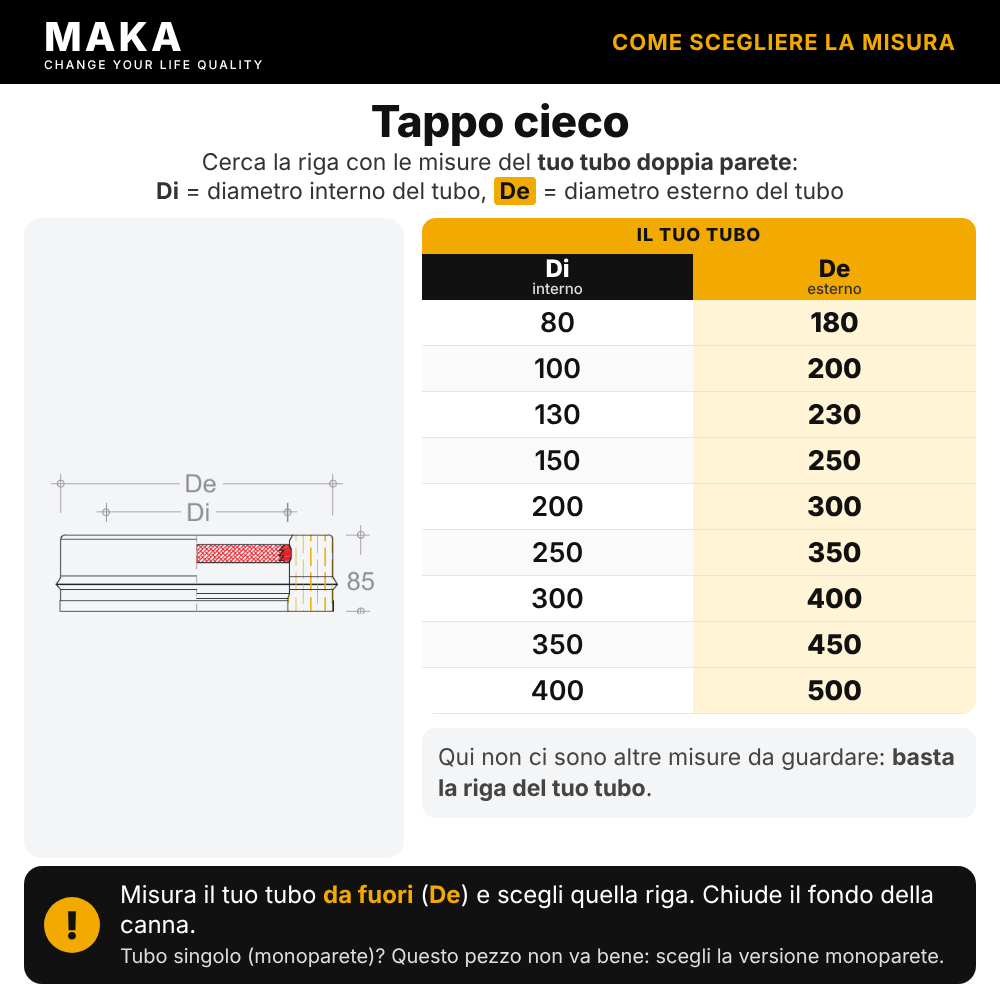 MAKA
CHANGE YOUR LIFE QUALITY
COME SCEGLIERE LA MISURA
Tappo cieco
Cerca la riga con le misure del tuo tubo doppia parete:
Di = diametro interno del tubo, De = diametro esterno del tubo
De
Di
85
IL TUO TUBO
Di De
interno esterno
80 180
100 200
130 230
150 250
200 300
250 350
300 400
350 450
400 500
Qui non ci sono altre misure da guardare: basta
la riga del tuo tubo.
!
Misura il tuo tubo da fuori (De) e scegli quella riga. Chiude il fondo della
canna.
Tubo singolo (monoparete)? Questo pezzo non va bene: scegli la versione monoparete.